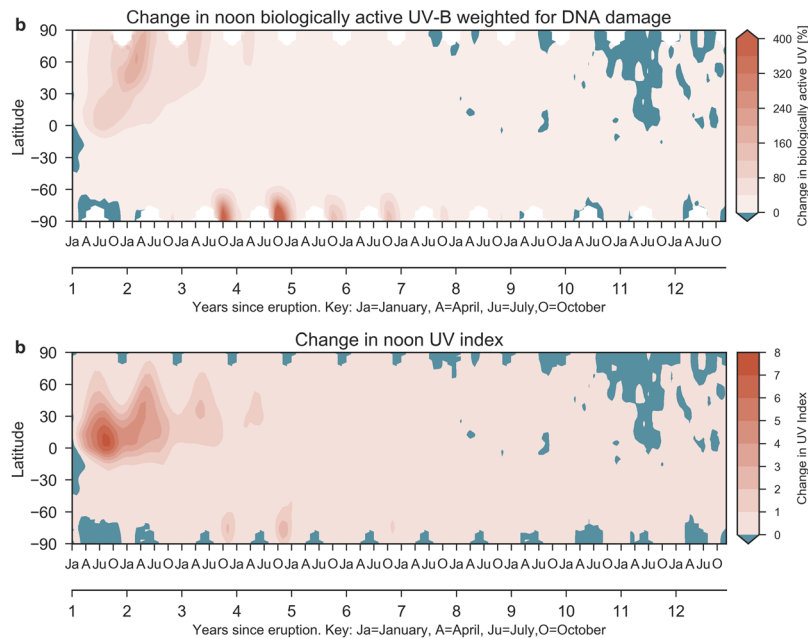 b Change in noon biologically active UV-B weighted for DNA damage
90
60
30
0
−30
−60
−90
Latitude
Ja A Ju O Ja A Ju O Ja A Ju O Ja A Ju O Ja A Ju O Ja A Ju O Ja A Ju O Ja A Ju O Ja A Ju O Ja A Ju O Ja A Ju O Ja A Ju O
1 2 3 4 5 6 7 8 9 10 11 12
Years since eruption. Key: Ja=January, A=April, Ju=July,O=October
400
320
240
160
80
0
Change in biologically active UV [%]
b Change in noon UV index
90
60
30
0
−30
−60
−90
Latitude
Ja A Ju O Ja A Ju O Ja A Ju O Ja A Ju O Ja A Ju O Ja A Ju O Ja A Ju O Ja A Ju O Ja A Ju O Ja A Ju O Ja A Ju O Ja A Ju O
1 2 3 4 5 6 7 8 9 10 11 12
Years since eruption. Key: Ja=January, A=April, Ju=July,O=October
8
7
6
5
4
3
2
1
0
Change in UV Index